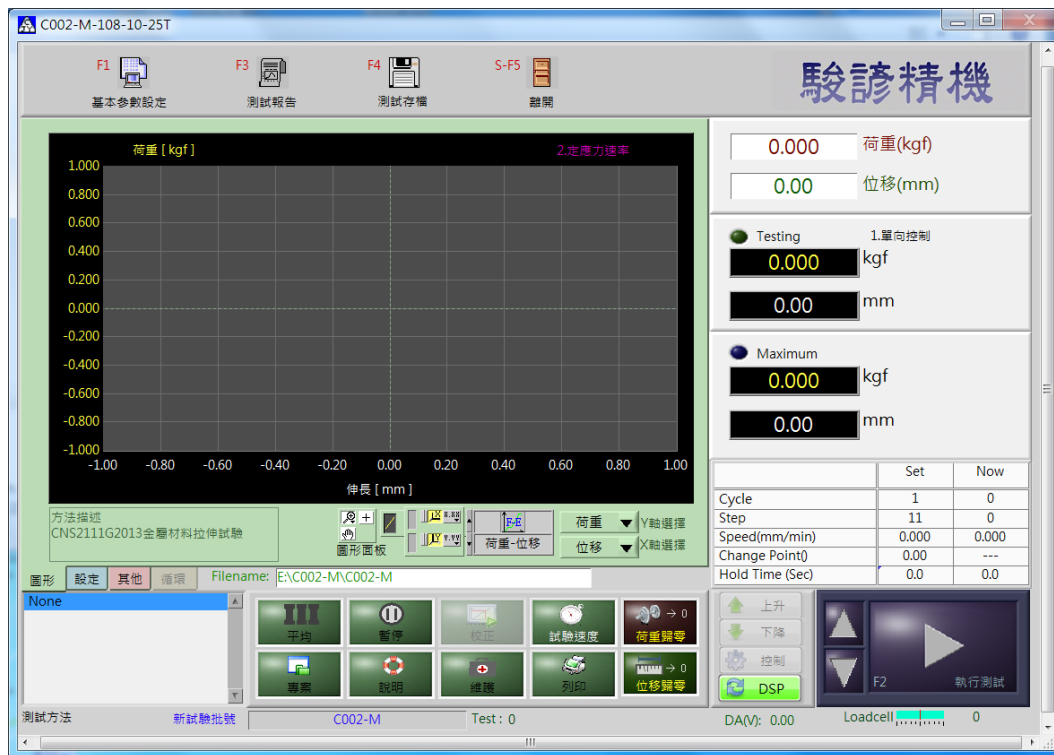 C002-M-108-10-25T
F1 F3 F4 S-F5
基本參數設定 測試報告 測試存檔 離開
駿諺精機
荷重 [ kgf ] 2.定應力速率
1.000
0.800
0.600
0.400
0.200
0.000
-0.200
-0.400
-0.600
-0.800
-1.000
-1.00 -0.80 -0.60 -0.40 -0.20 0.00 0.20 0.40 0.60 0.80 1.00
伸長 [ mm ]
0.000 荷重(kgf)
0.00 位移(mm)
Testing 1.單向控制
0.000 kgf
0.00 mm
Maximum
0.000 kgf
0.00 mm
Set Now
Cycle 1 0
Step 11 0
Speed(mm/min) 0.000 0.000
Change Point() 0.00 ---
Hold Time (Sec) 0.0 0.0
方法描述
CNS2111G2013金屬材料拉伸試驗
圖形面板
X x.xx
Y y.yy
F-E
荷重-位移
荷重 Y軸選擇
位移 X軸選擇
圖形 設定 其他 循環 Filename: E:\C002-M\C002-M
None
平均 暫停 校正 試驗速度 → 0 荷重歸零
專案 說明 維護 列印 → 0 位移歸零
上升
下降
控制
DSP
F2 執行測試
測試方法 新試驗批號 C002-M Test : 0
DA(V): 0.00 Loadcell 0